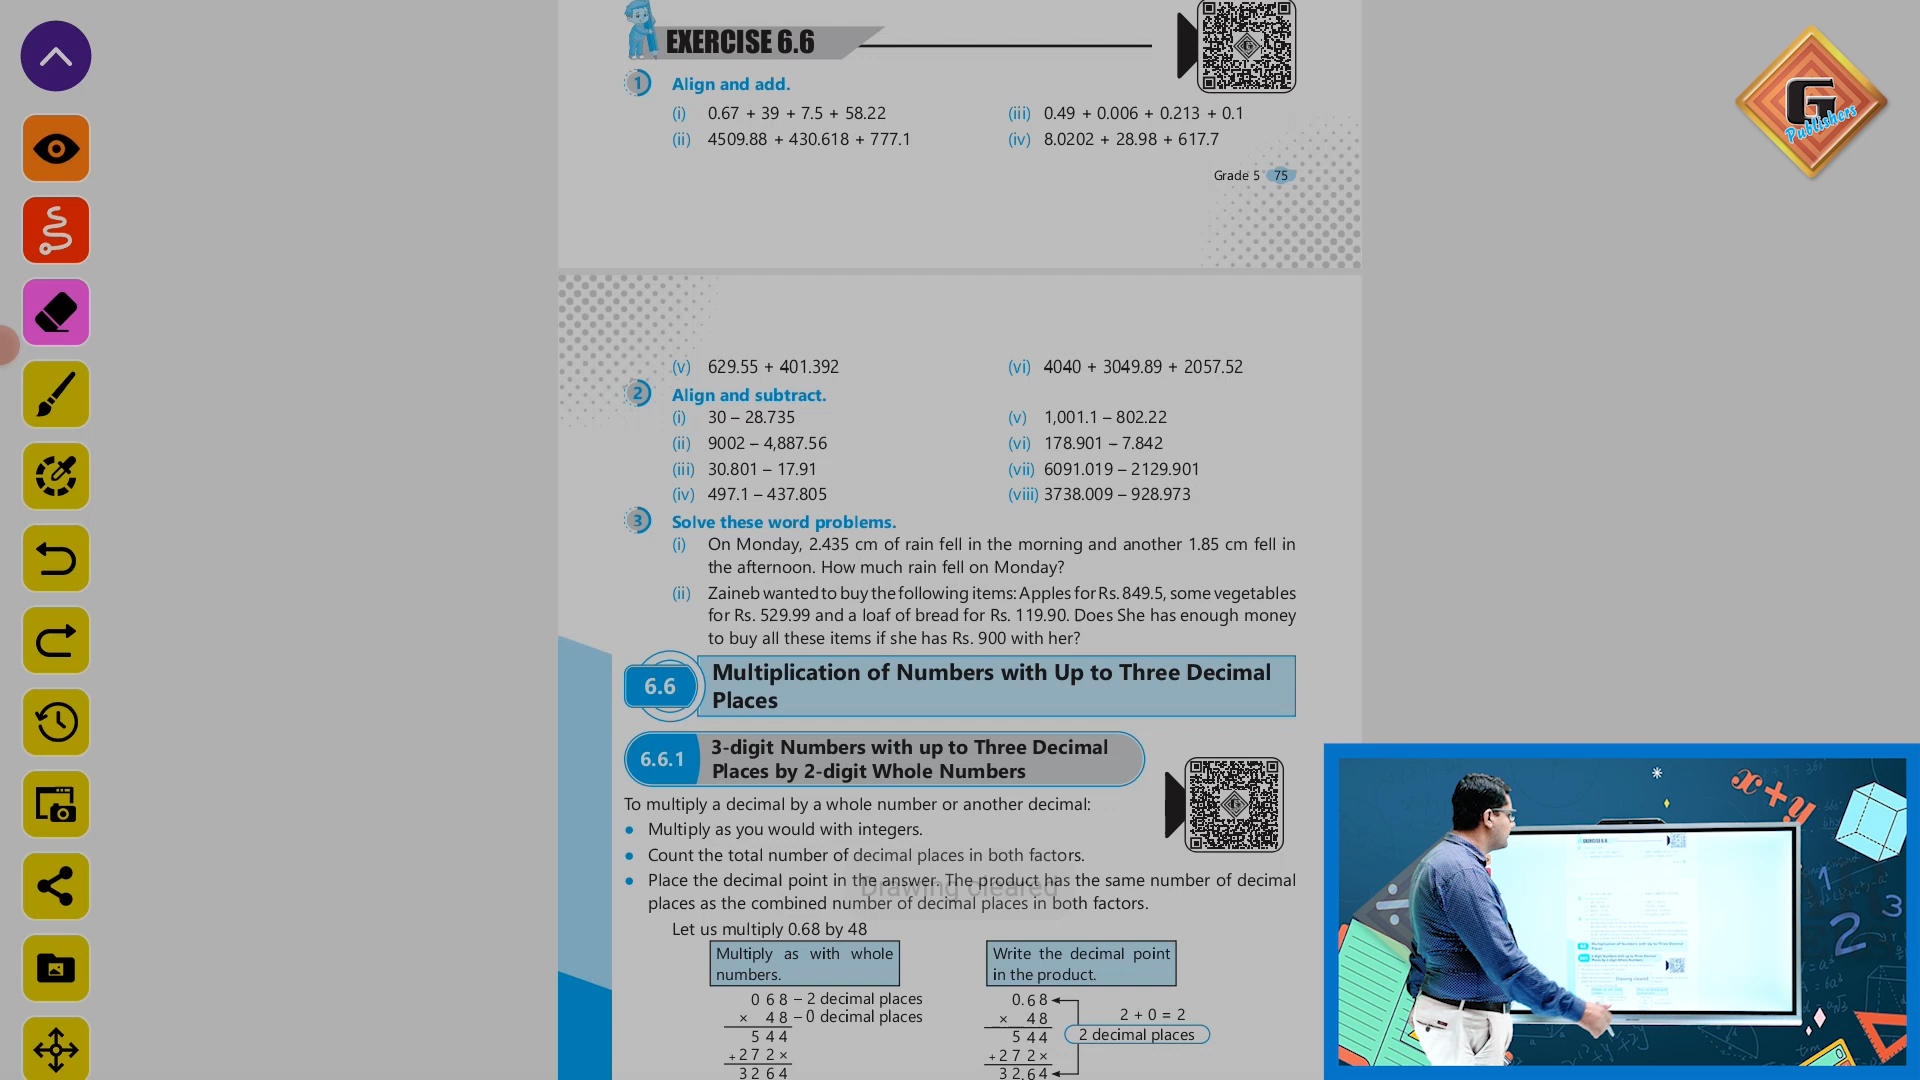 EXERCISE 6.6
1 Align and add.
(i) 0.67 + 39 + 7.5 + 58.22 (iii) 0.49 + 0.006 + 0.213 + 0.1
(ii) 4509.88 + 430.618 + 777.1 (iv) 8.0202 + 28.98 + 617.7
Grade 5 75
(v) 629.55 + 401.392 (vi) 4040 + 3049.89 + 2057.52
2 Align and subtract.
(i) 30 – 28.735 (v) 1,001.1 – 802.22
(ii) 9002 – 4,887.56 (vi) 178.901 – 7.842
(iii) 30.801 – 17.91 (vii) 6091.019 – 2129.901
(iv) 497.1 – 437.805 (viii) 3738.009 – 928.973
3 Solve these word problems.
(i) On Monday, 2.435 cm of rain fell in the morning and another 1.85 cm fell in
the afternoon. How much rain fell on Monday?
(ii) Zaineb wanted to buy the following items: Apples for Rs. 849.5, some vegetables
for Rs. 529.99 and a loaf of bread for Rs. 119.90. Does She has enough money
to buy all these items if she has Rs. 900 with her?
6.6 Multiplication of Numbers with Up to Three Decimal
Places
6.6.1 3-digit Numbers with up to Three Decimal
Places by 2-digit Whole Numbers
To multiply a decimal by a whole number or another decimal:
• Multiply as you would with integers.
• Count the total number of decimal places in both factors.
• Place the decimal point in the answer. The product has the same number of decimal
places as the combined number of decimal places in both factors.
Drawing cleared
Let us multiply 0.68 by 48
Multiply as with whole
numbers.
Write the decimal point
in the product.
0 6 8 – 2 decimal places
× 4 8 – 0 decimal places
5 4 4
+ 2 7 2 ×
3 2 6 4
0.6 8
× 4 8
2 + 0 = 2
5 4 4
2 decimal places
+ 2 7 2 ×
3 2.6 4
G
Publishers
x+y
1
2
3